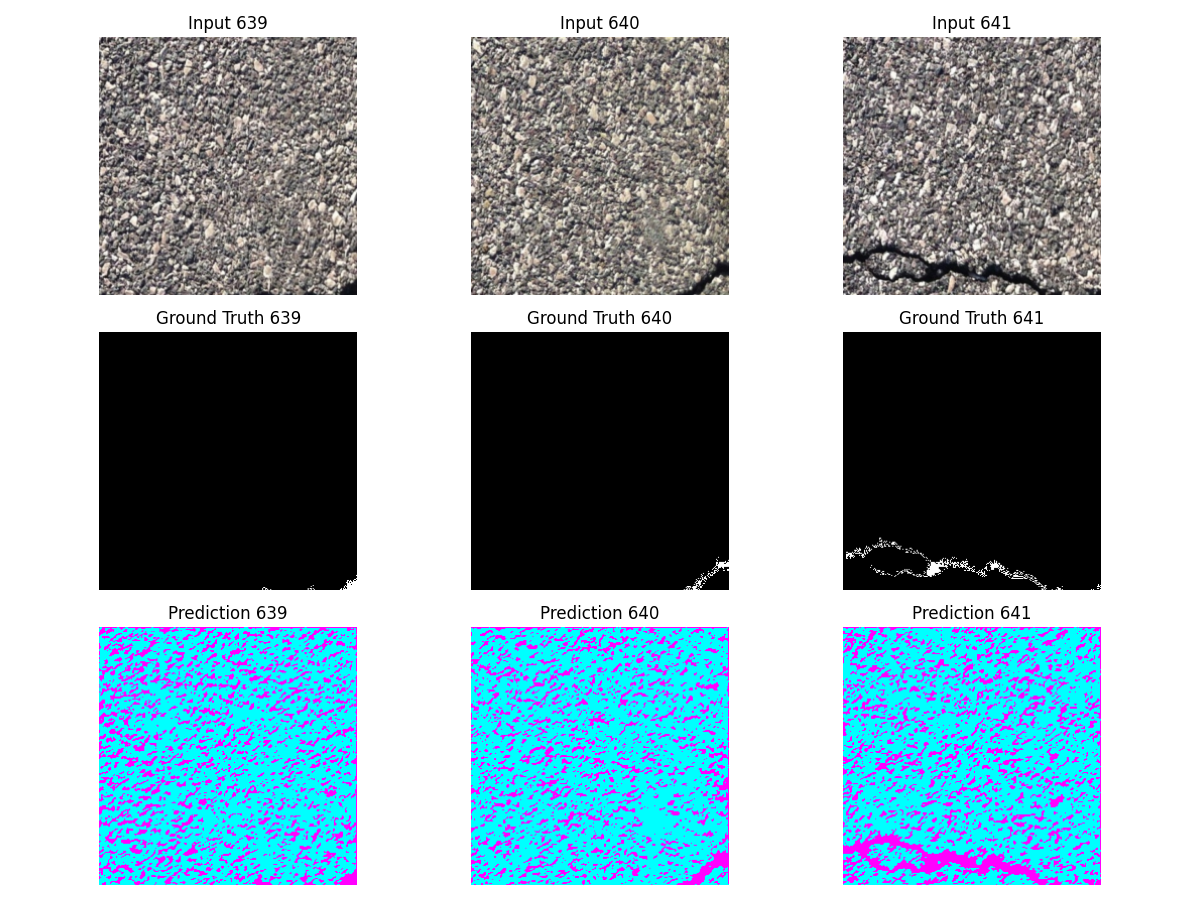 Input 639
Input 640
Input 641
Ground Truth 639
Ground Truth 640
Ground Truth 641
Prediction 639
Prediction 640
Prediction 641